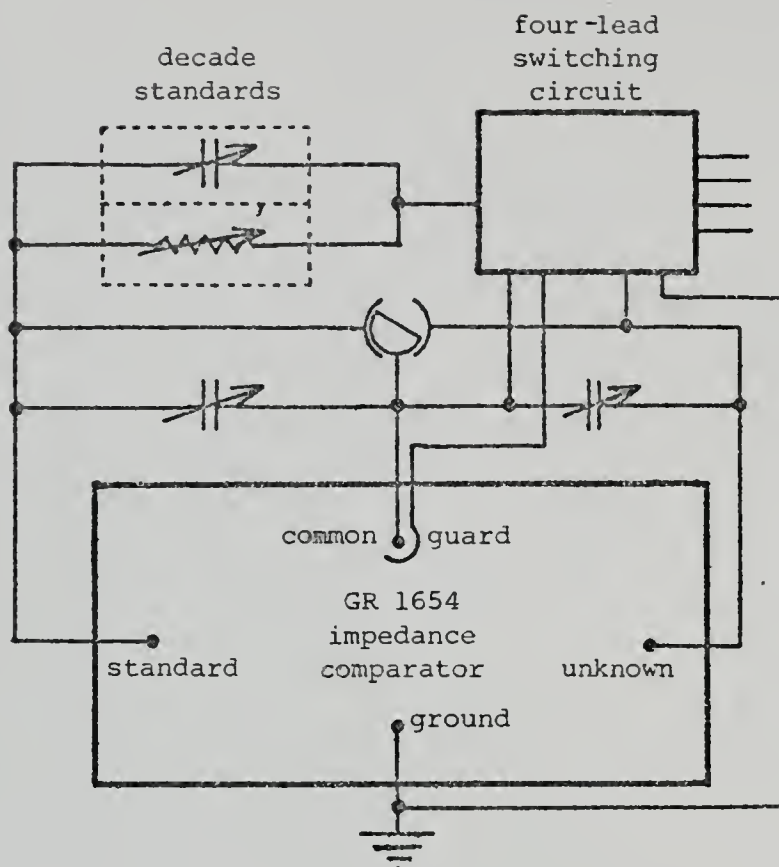 decade
standards
four-lead
switching
circuit
common
guard
GR 1654
impedance
comparator
standard
unknown
ground